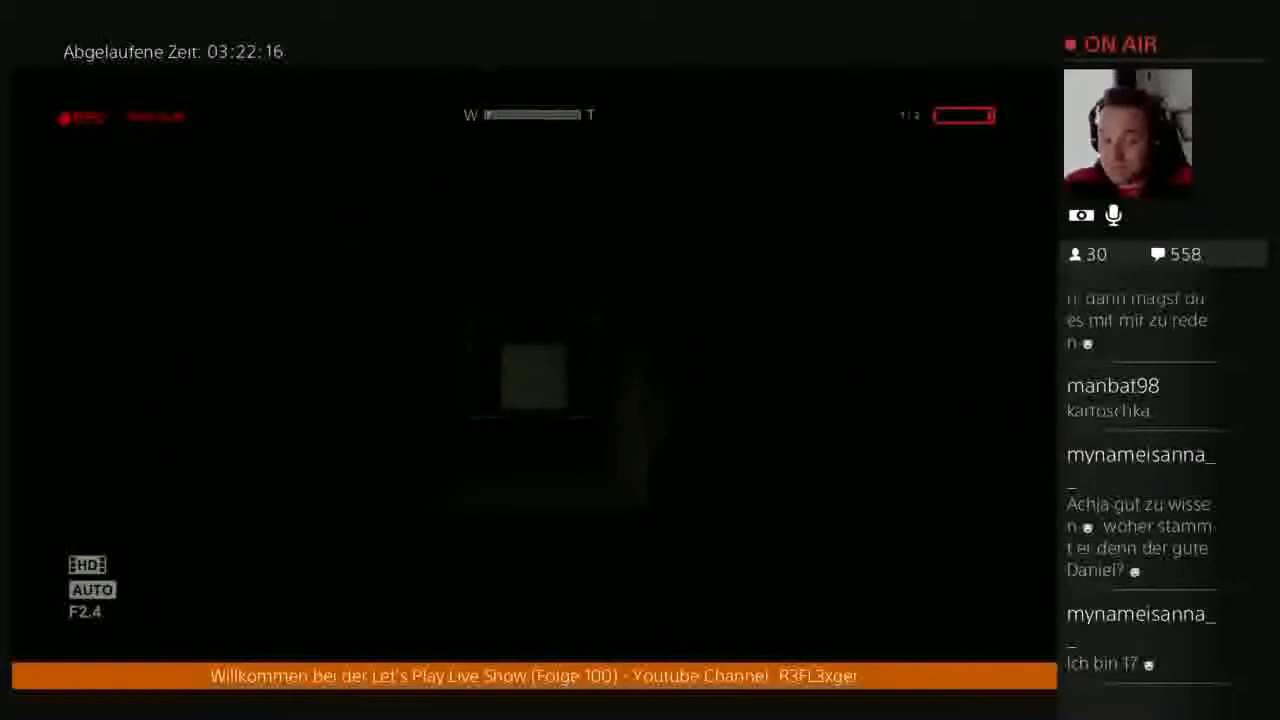 Abgelaufene Zeit: 03:22:16
ON AIR
W T
30 558
dann magst du
es mit mir zu rede
n
manbat98
kartoschka
mynameisanna_
_
Achja gut zu wisse
n woher stamm
t er denn der gute
Daniel?
mynameisanna_
_
Ich bin 17
HD
AUTO
F2.4
Willkommen bei der Let's Play Live Show (Folge 100) - Youtube Channel: R3FL3xger